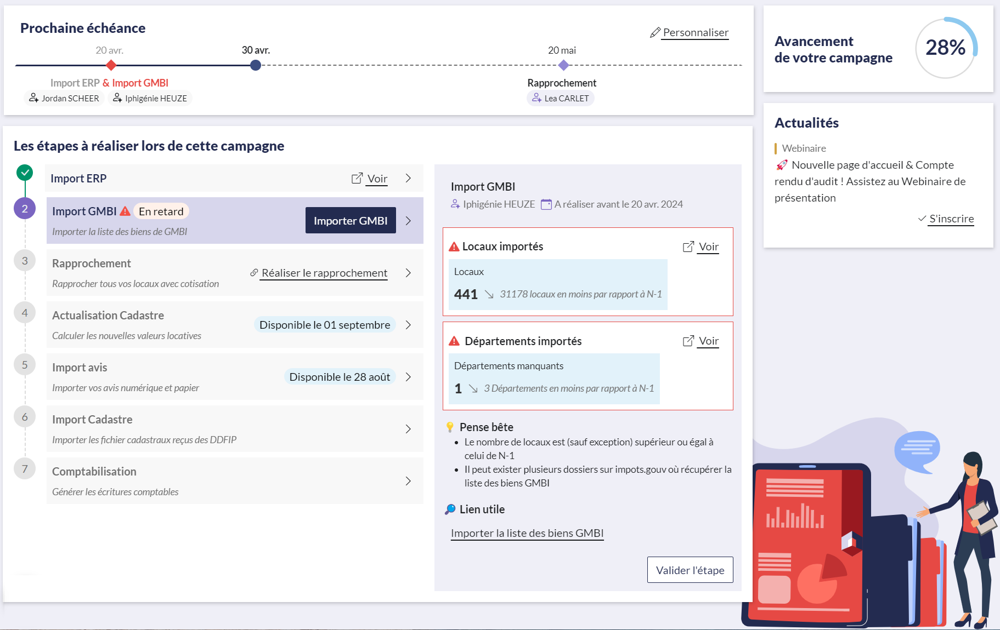 Prochaine échéance
Personnaliser
20 avr.
30 avr.
20 mai
Import ERP & Import GMBI
Rapprochement
Jordan SCHEER
Iphigénie HEUZE
Lea CARLET
Avancement
de votre campagne
28%
Actualités
Webinaire
🚀 Nouvelle page d'accueil & Compte
rendu d'audit ! Assistez au Webinaire de
présentation
S'inscrire
Les étapes à réaliser lors de cette campagne
Import ERP
Voir
2
Import GMBI
En retard
Importer la liste des biens de GMBI
Importer GMBI
3
Rapprochement
Rapprocher tous vos locaux avec cotisation
Réaliser le rapprochement
4
Actualisation Cadastre
Calculer les nouvelles valeurs locatives
Disponible le 01 septembre
5
Import avis
Importer vos avis numérique et papier
Disponible le 28 août
6
Import Cadastre
Importer les fichier cadastraux reçus des DDFIP
7
Comptabilisation
Générer les écritures comptables
Import GMBI
Iphigénie HEUZE
A réaliser avant le 20 avr. 2024
Locaux importés
Voir
Locaux
441
31178 locaux en moins par rapport à N-1
Départements importés
Voir
Départements manquants
1
3 Départements en moins par rapport à N-1
💡 Pense bête
• Le nombre de locaux est (sauf exception) supérieur ou égal à
celui de N-1
• Il peut exister plusieurs dossiers sur impots.gouv où récupérer la
liste des biens GMBI
🔎 Lien utile
Importer la liste des biens GMBI
Valider l'étape